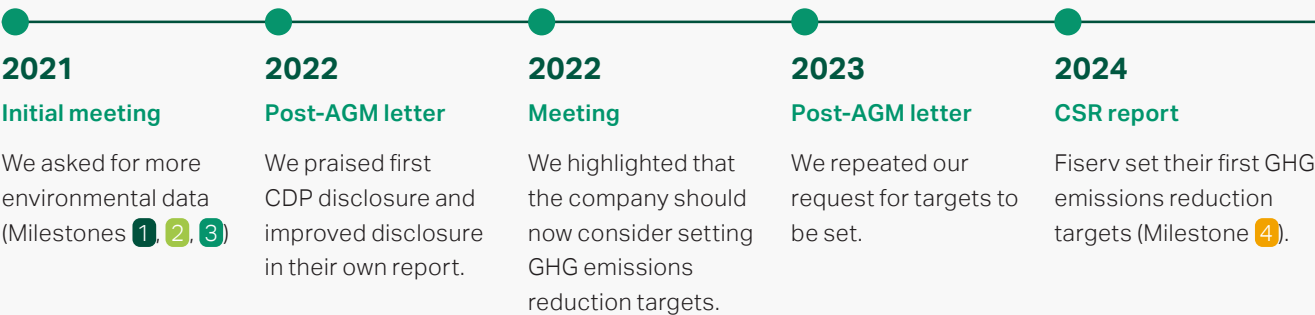 2021
Initial meeting
We asked for more
environmental data
(Milestones 1, 2, 3)
2022
Post-AGM letter
We praised first
CDP disclosure and
improved disclosure
in their own report.
2022
Meeting
We highlighted that
the company should
now consider setting
GHG emissions
reduction targets.
2023
Post-AGM letter
We repeated our
request for targets to
be set.
2024
CSR report
Fiserv set their first GHG
emissions reduction
targets (Milestone 4).